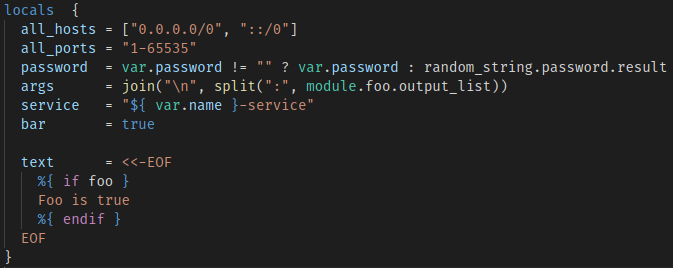 locals  {
  all_hosts = ["0.0.0.0/0", "::/0"]
  all_ports = "1-65535"
  password  = var.password != "" ? var.password : random_string.password.result
  args      = join("\n", split(":", module.foo.output_list))
  service   = "${ var.name }-service"
  bar       = true

  text      = <<-EOF
    %{ if foo }
    Foo is true
    %{ endif }
  EOF
}